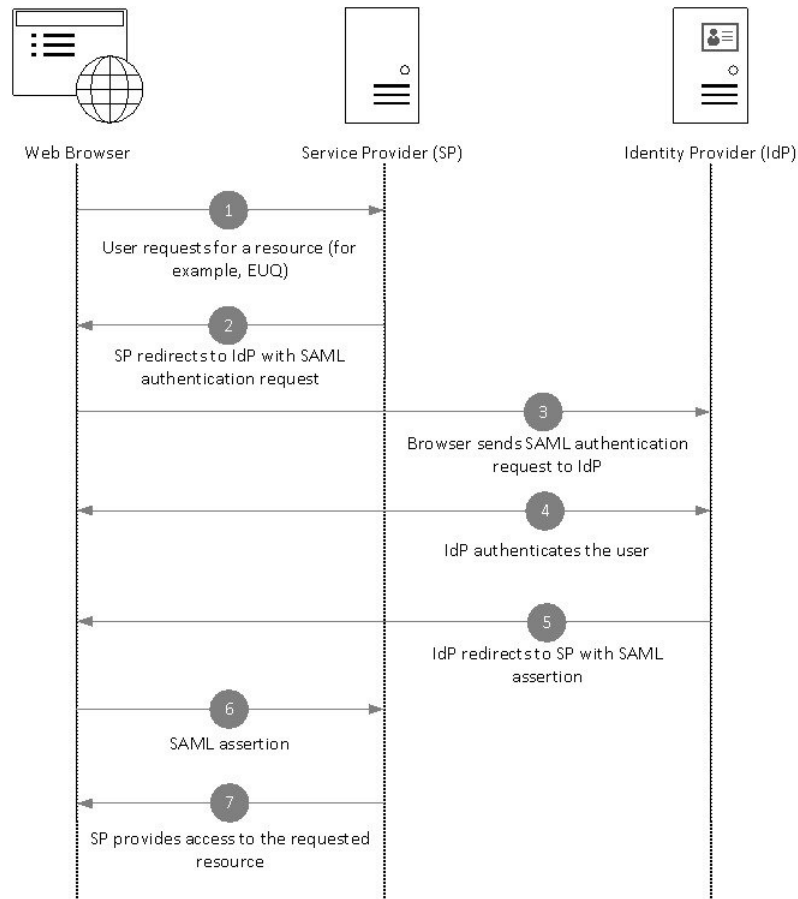 Web Browser
Service Provider (SP)
Identity Provider (IdP)
1
User requests for a resource (for
example, EUQ)
2
SP redirects to IdP with SAML
authentication request
3
Browser sends SAML authentication
request to IdP
4
IdP authenticates the user
5
IdP redirects to SP with SAML
assertion
6
SAML assertion
7
SP provides access to the requested
resource